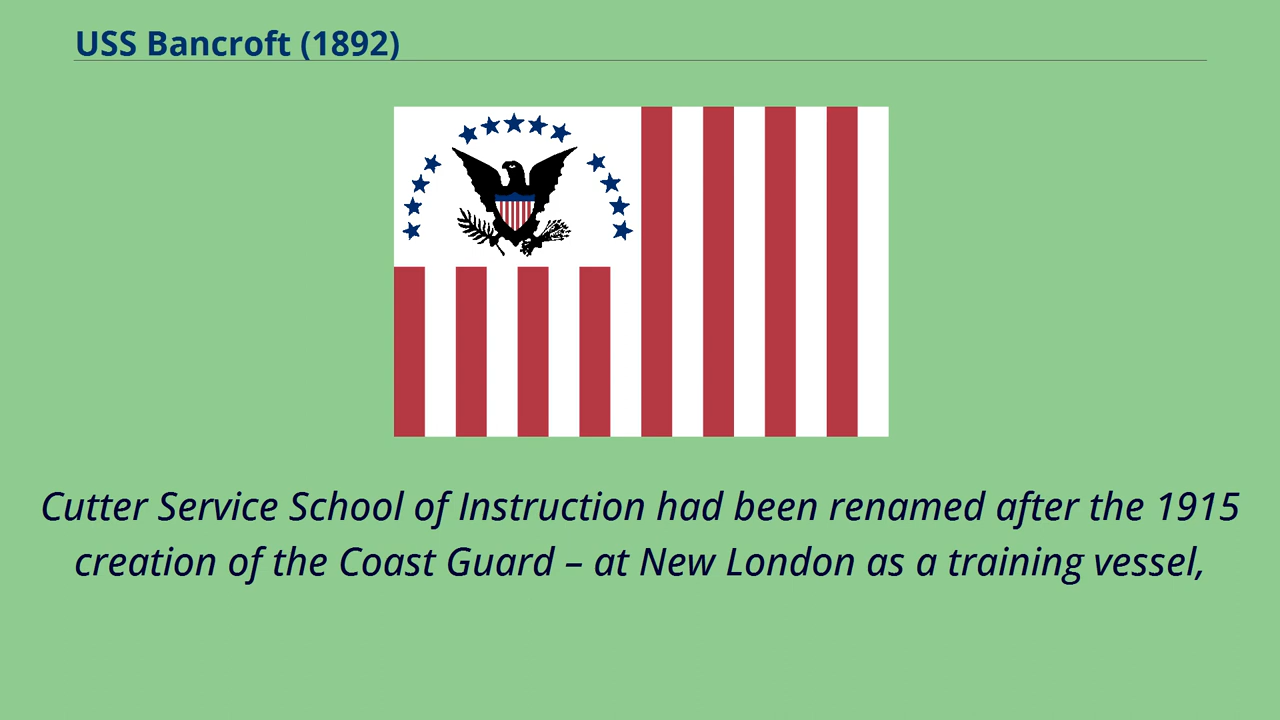 USS Bancroft (1892)
Cutter Service School of Instruction had been renamed after the 1915
creation of the Coast Guard – at New London as a training vessel,